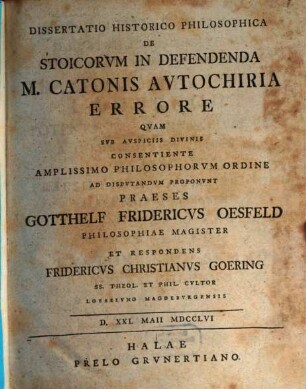 DISSERTATIO HISTORICO PHILOSOPHICA
DE
STOICORVM IN DEFENDENDA
M. CATONIS AVTOCHIRIA
ERRORE
QVAM
SVB AVSPICIIS DIVINIS
CONSENTIENTE
AMPLISSIMO PHILOSOPHORVM ORDINE
AD DISPVTANDVM PROPONVNT
PRAESES
GOTTHELF FRIDERICVS OESFELD
PHILOSOPHIAE MAGISTER
ET RESPONDENS
FRIDERICVS CHRISTIANVS GOERING
SS. THEOL. ET PHIL. CVLTOR
MAGDEBVRGENSIS
D. XXI. MAII MDCCLVI
HALAE
PRELO GRVNERTIANO.